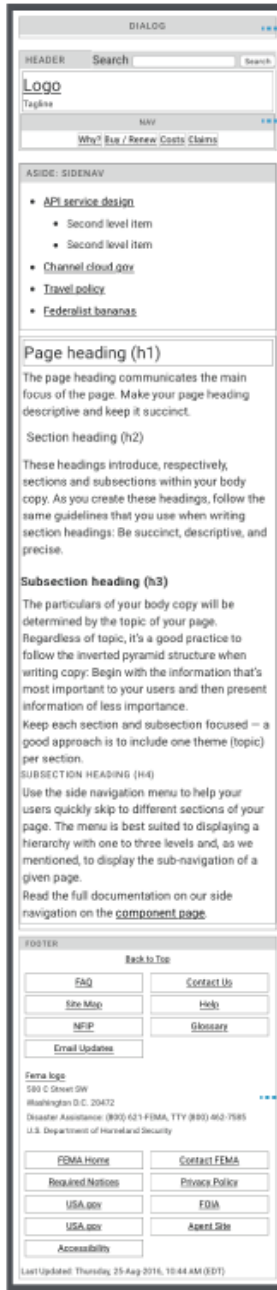 DIALOG
HEADER
Search
Search
Logo
Tagline
NAV
Why? Buy / Renew Costs Claims
ASIDE: SIDENAV
API service design
Second level item
Second level item
Channel cloud.gov
Travel policy
Federalist bananas
Page heading (h1)
The page heading communicates the main
focus of the page. Make your page heading
descriptive and keep it succinct.
Section heading (h2)
These headings introduce, respectively,
sections and subsections within your body
copy. As you create these headings, follow the
same guidelines that you use when writing
section headings: Be succinct, descriptive, and
precise.
Subsection heading (h3)
The particulars of your body copy will be
determined by the topic of your page.
Regardless of topic, it's a good practice to
follow the inverted pyramid structure when
writing copy: Begin with the information that's
most important to your users and then present
information of less importance.
Keep each section and subsection focused — a
good approach is to include one theme (topic)
per section.
SUBSECTION HEADING (H4)
Use the side navigation menu to help your
users quickly skip to different sections of your
page. The menu is best suited to displaying a
hierarchy with one to three levels and, as we
mentioned, to display the sub-navigation of a
given page.
Read the full documentation on our side
navigation on the component page.
FOOTER
Back to Top
FAQ Contact Us
Site Map Help
NFIP Glossary
Email Updates
Fema logo
500 C Street SW
Washington D.C. 20472
Disaster Assistance: (800) 621-FEMA, TTY (800) 462-7585
U.S. Department of Homeland Security
FEMA Home Contact FEMA
Required Notices Privacy Policy
USA.gov FOIA
USA.gov Agent Site
Accessibility
Last Updated: Thursday, 25-Aug-2016, 10:44 AM (EDT)